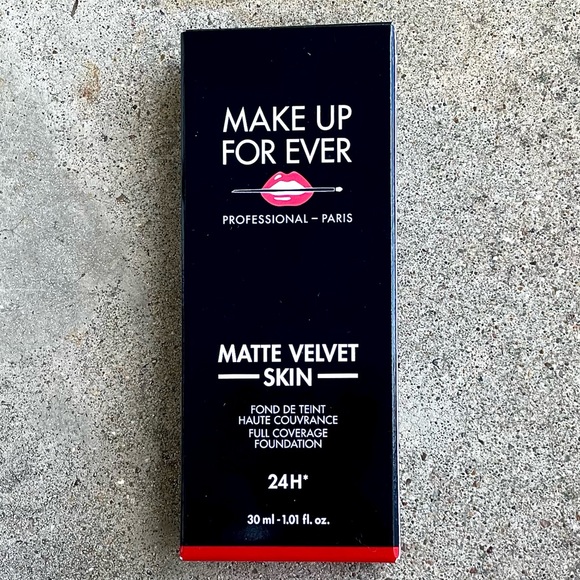 MAKE UP
FOR EVER
PROFESSIONAL – PARIS
MATTE VELVET
SKIN
FOND DE TEINT
HAUTE COUVRANCE
FULL COVERAGE
FOUNDATION
24H*
30 ml - 1.01 fl. oz.